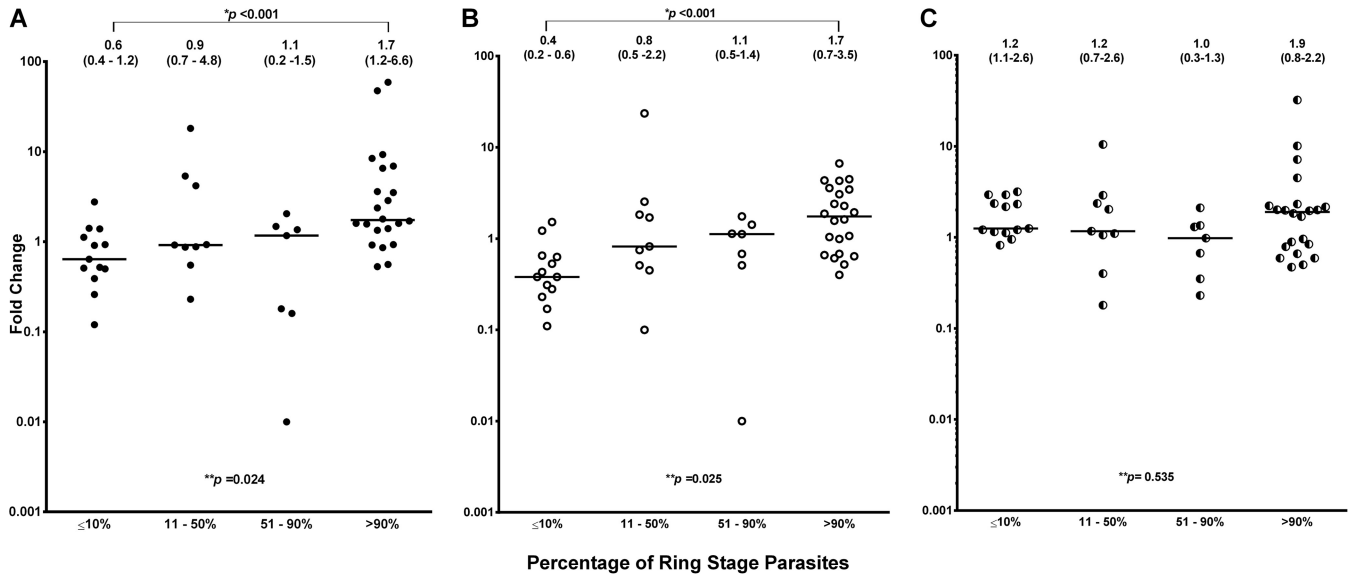 A
*p <0.001
0.6 0.9 1.1 1.7
(0.4 - 1.2) (0.7 - 4.8) (0.2 -1.5) (1.2-6.6)
100
10
1
0.1
0.01
0.001
Fold Change
**p =0.024
≤10% 11 - 50% 51 - 90% >90%
B
*p <0.001
0.4 0.8 1.1 1.7
(0.2 - 0.6) (0.5 -2.2) (0.5-1.4) (0.7-3.5)
100
10
1
0.1
0.01
0.001
**p =0.025
≤10% 11 - 50% 51 - 90% >90%
C
1.2 1.2 1.0 1.9
(1.1-2.6) (0.7-2.6) (0.3-1.3) (0.8-2.2)
100
10
1
0.1
0.01
0.001
**p= 0.535
≤10% 11 - 50% 51 - 90% >90%
Percentage of Ring Stage Parasites